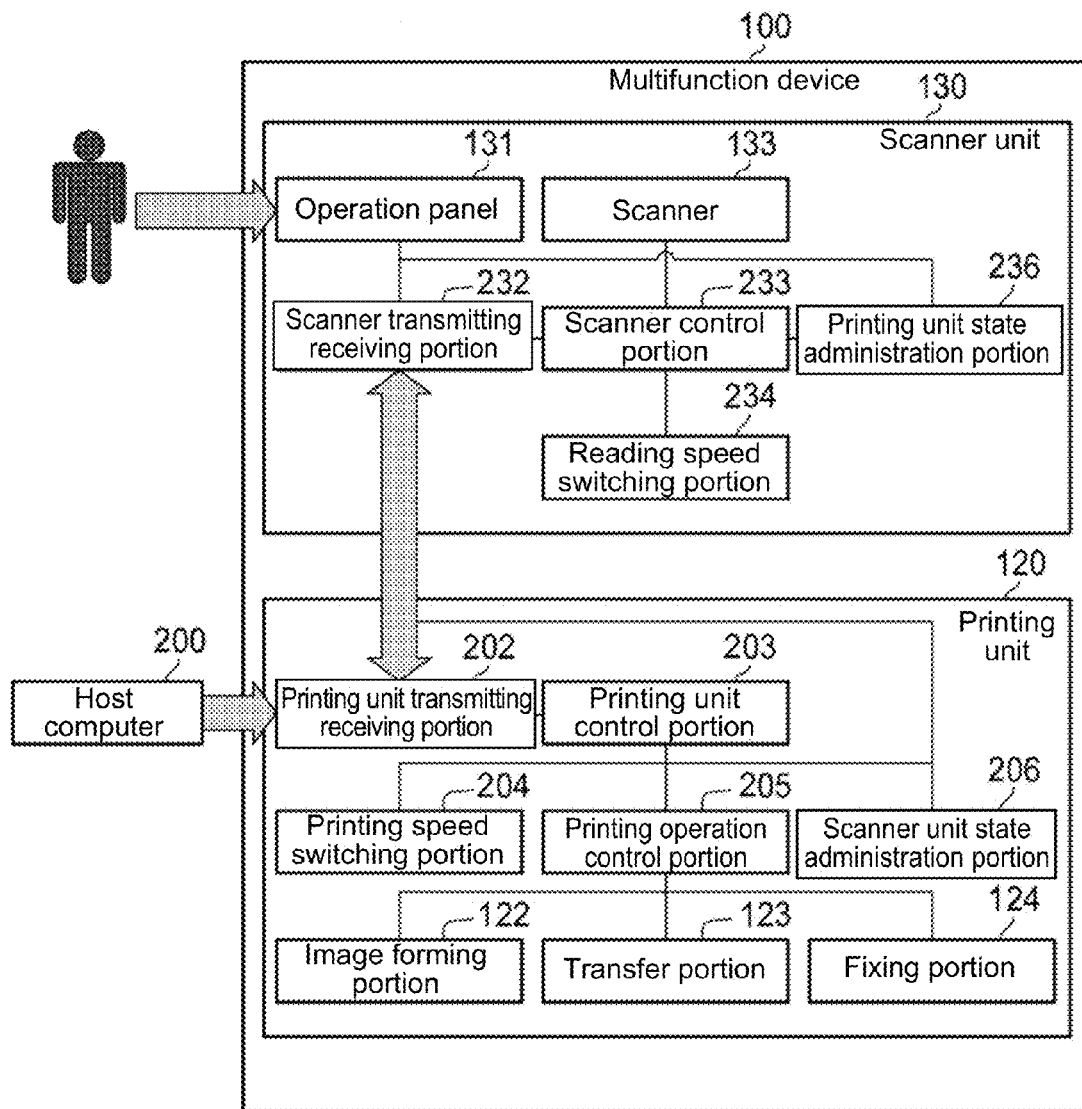 100
Multifunction device
130
Scanner unit
131
133
Operation panel
Scanner
232
233
236
Scanner transmitting
receiving portion
Scanner control
portion
Printing unit state
administration portion
234
Reading speed
switching portion
120
Printing
unit
200
202
203
Host
computer
Printing unit transmitting
receiving portion
Printing unit
control portion
204
205
206
Printing speed
switching portion
Printing operation
control portion
Scanner unit state
administration portion
122
123
124
Image forming
portion
Transfer portion
Fixing portion